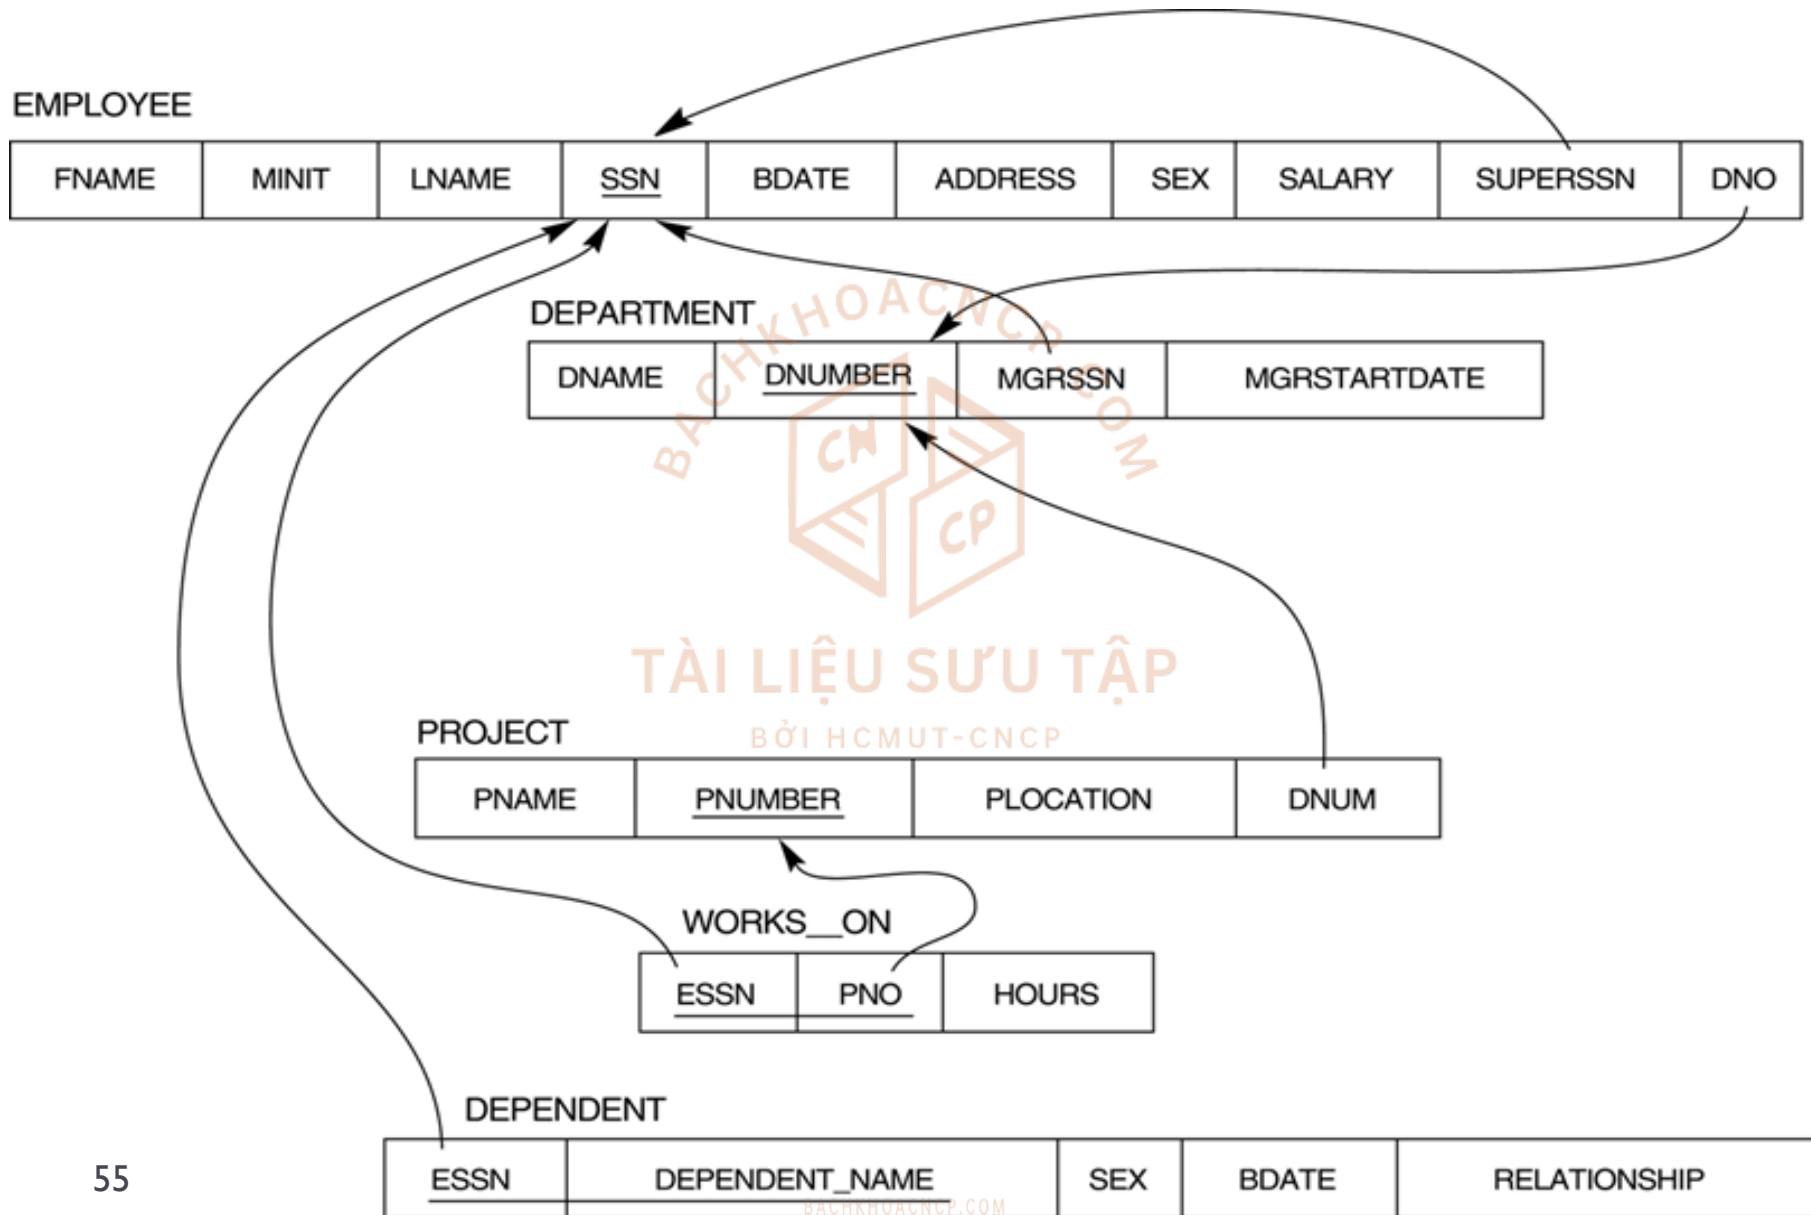 EMPLOYEE
FNAME MINIT LNAME SSN BDATE ADDRESS SEX SALARY SUPERSSN DNO
DEPARTMENT
DNAME DNUMBER MGRSSN MGRSTARTDATE
BACHKHOACNCP.COM
CN
CP
TÀI LIỆU SƯU TẬP
BỞI HCMUT-CNCP
PROJECT
PNAME PNUMBER PLOCATION DNUM
WORKS__ON
ESSN PNO HOURS
DEPENDENT
55 ESSN DEPENDENT_NAME SEX BDATE RELATIONSHIP
BACHKHOACNCP.COM